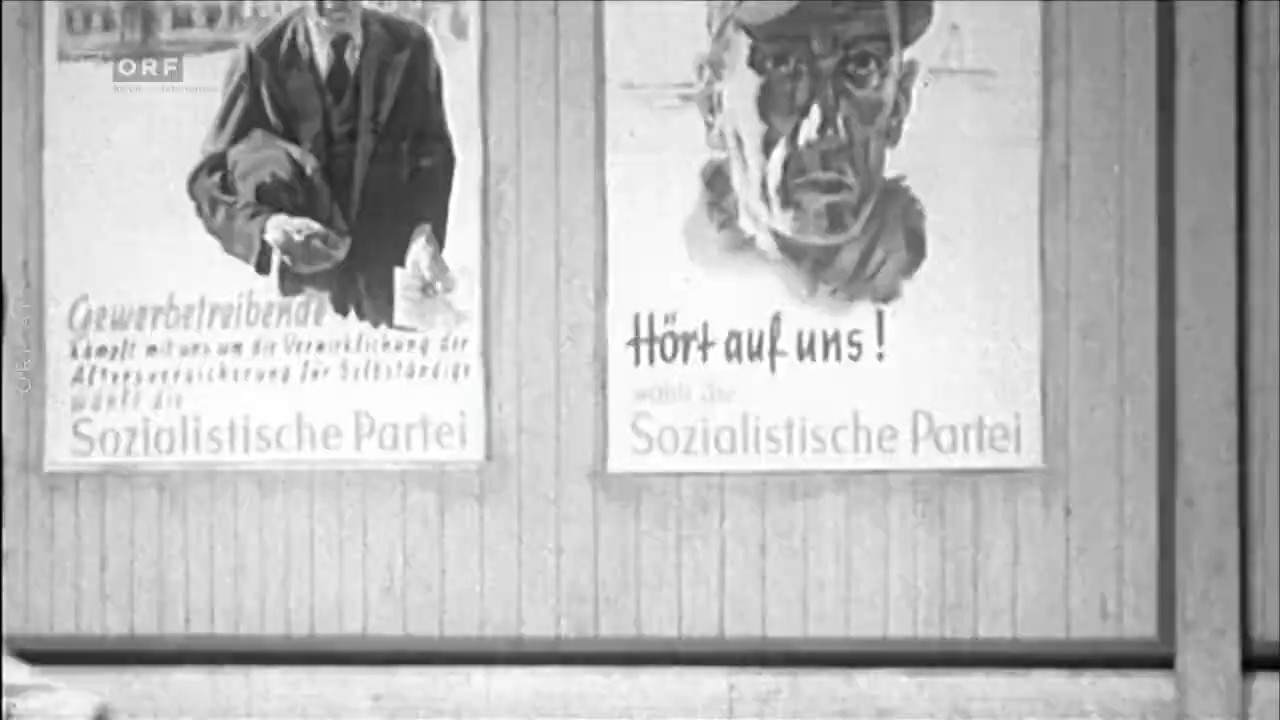 ORF
Gewerbetreibende
kämpft mit uns um die Verwirklichung der
Altersversicherung für Selbständige
wählt die
Sozialistische Partei
Hört auf uns!
wählt die
Sozialistische Partei